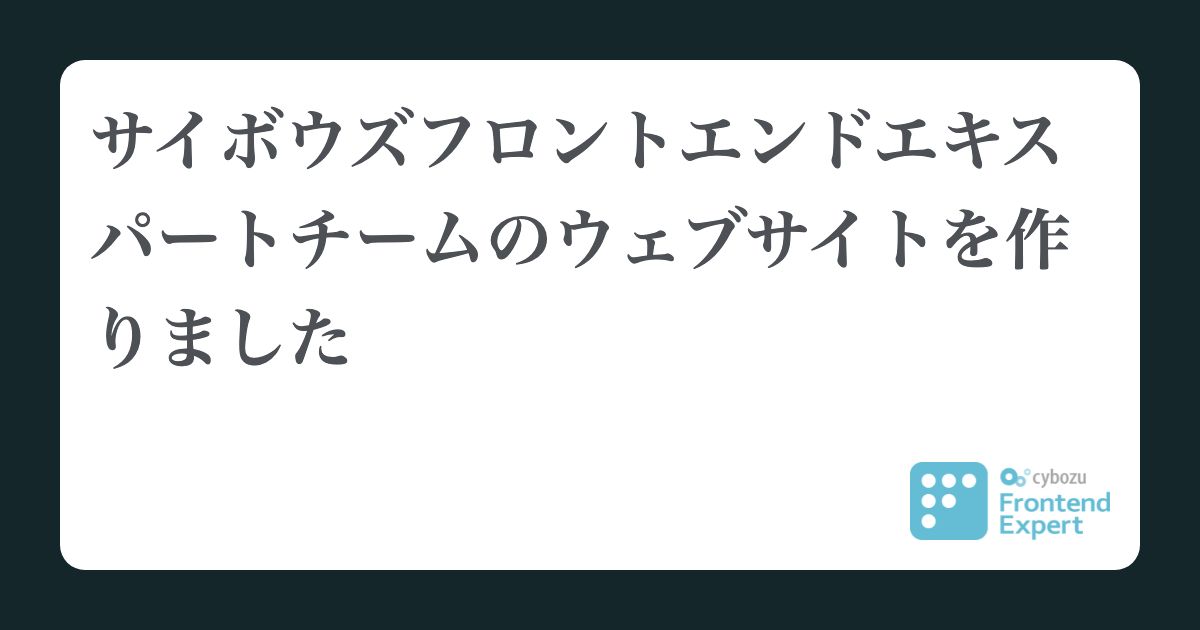 サイボウズフロントエンドエキス
パートチームのウェブサイトを作
りました
cybozu
Frontend
Expert